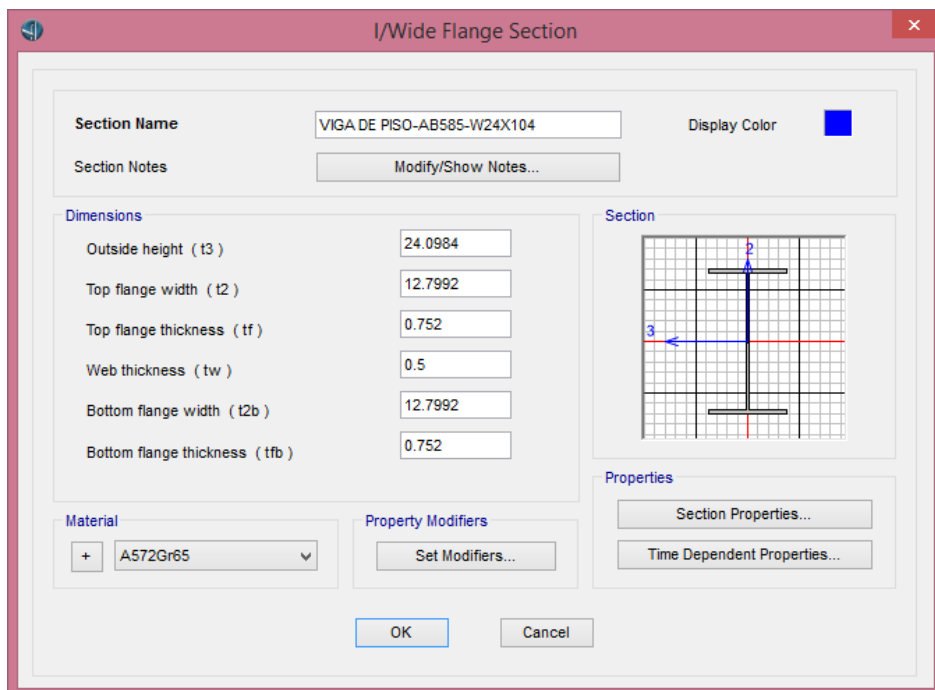 I/Wide Flange Section
Section Name VIGA DE PISO-AB585-W24X104 Display Color
Section Notes Modify/Show Notes...
Dimensions
Outside height ( t3 ) 24.0984
Top flange width ( t2 ) 12.7992
Top flange thickness ( tf ) 0.752
Web thickness ( tw ) 0.5
Bottom flange width ( t2b ) 12.7992
Bottom flange thickness ( tfb ) 0.752
Section
2
3
Properties
Section Properties...
Time Dependent Properties...
Material
+ A572Gr65
Property Modifiers
Set Modifiers...
OK Cancel